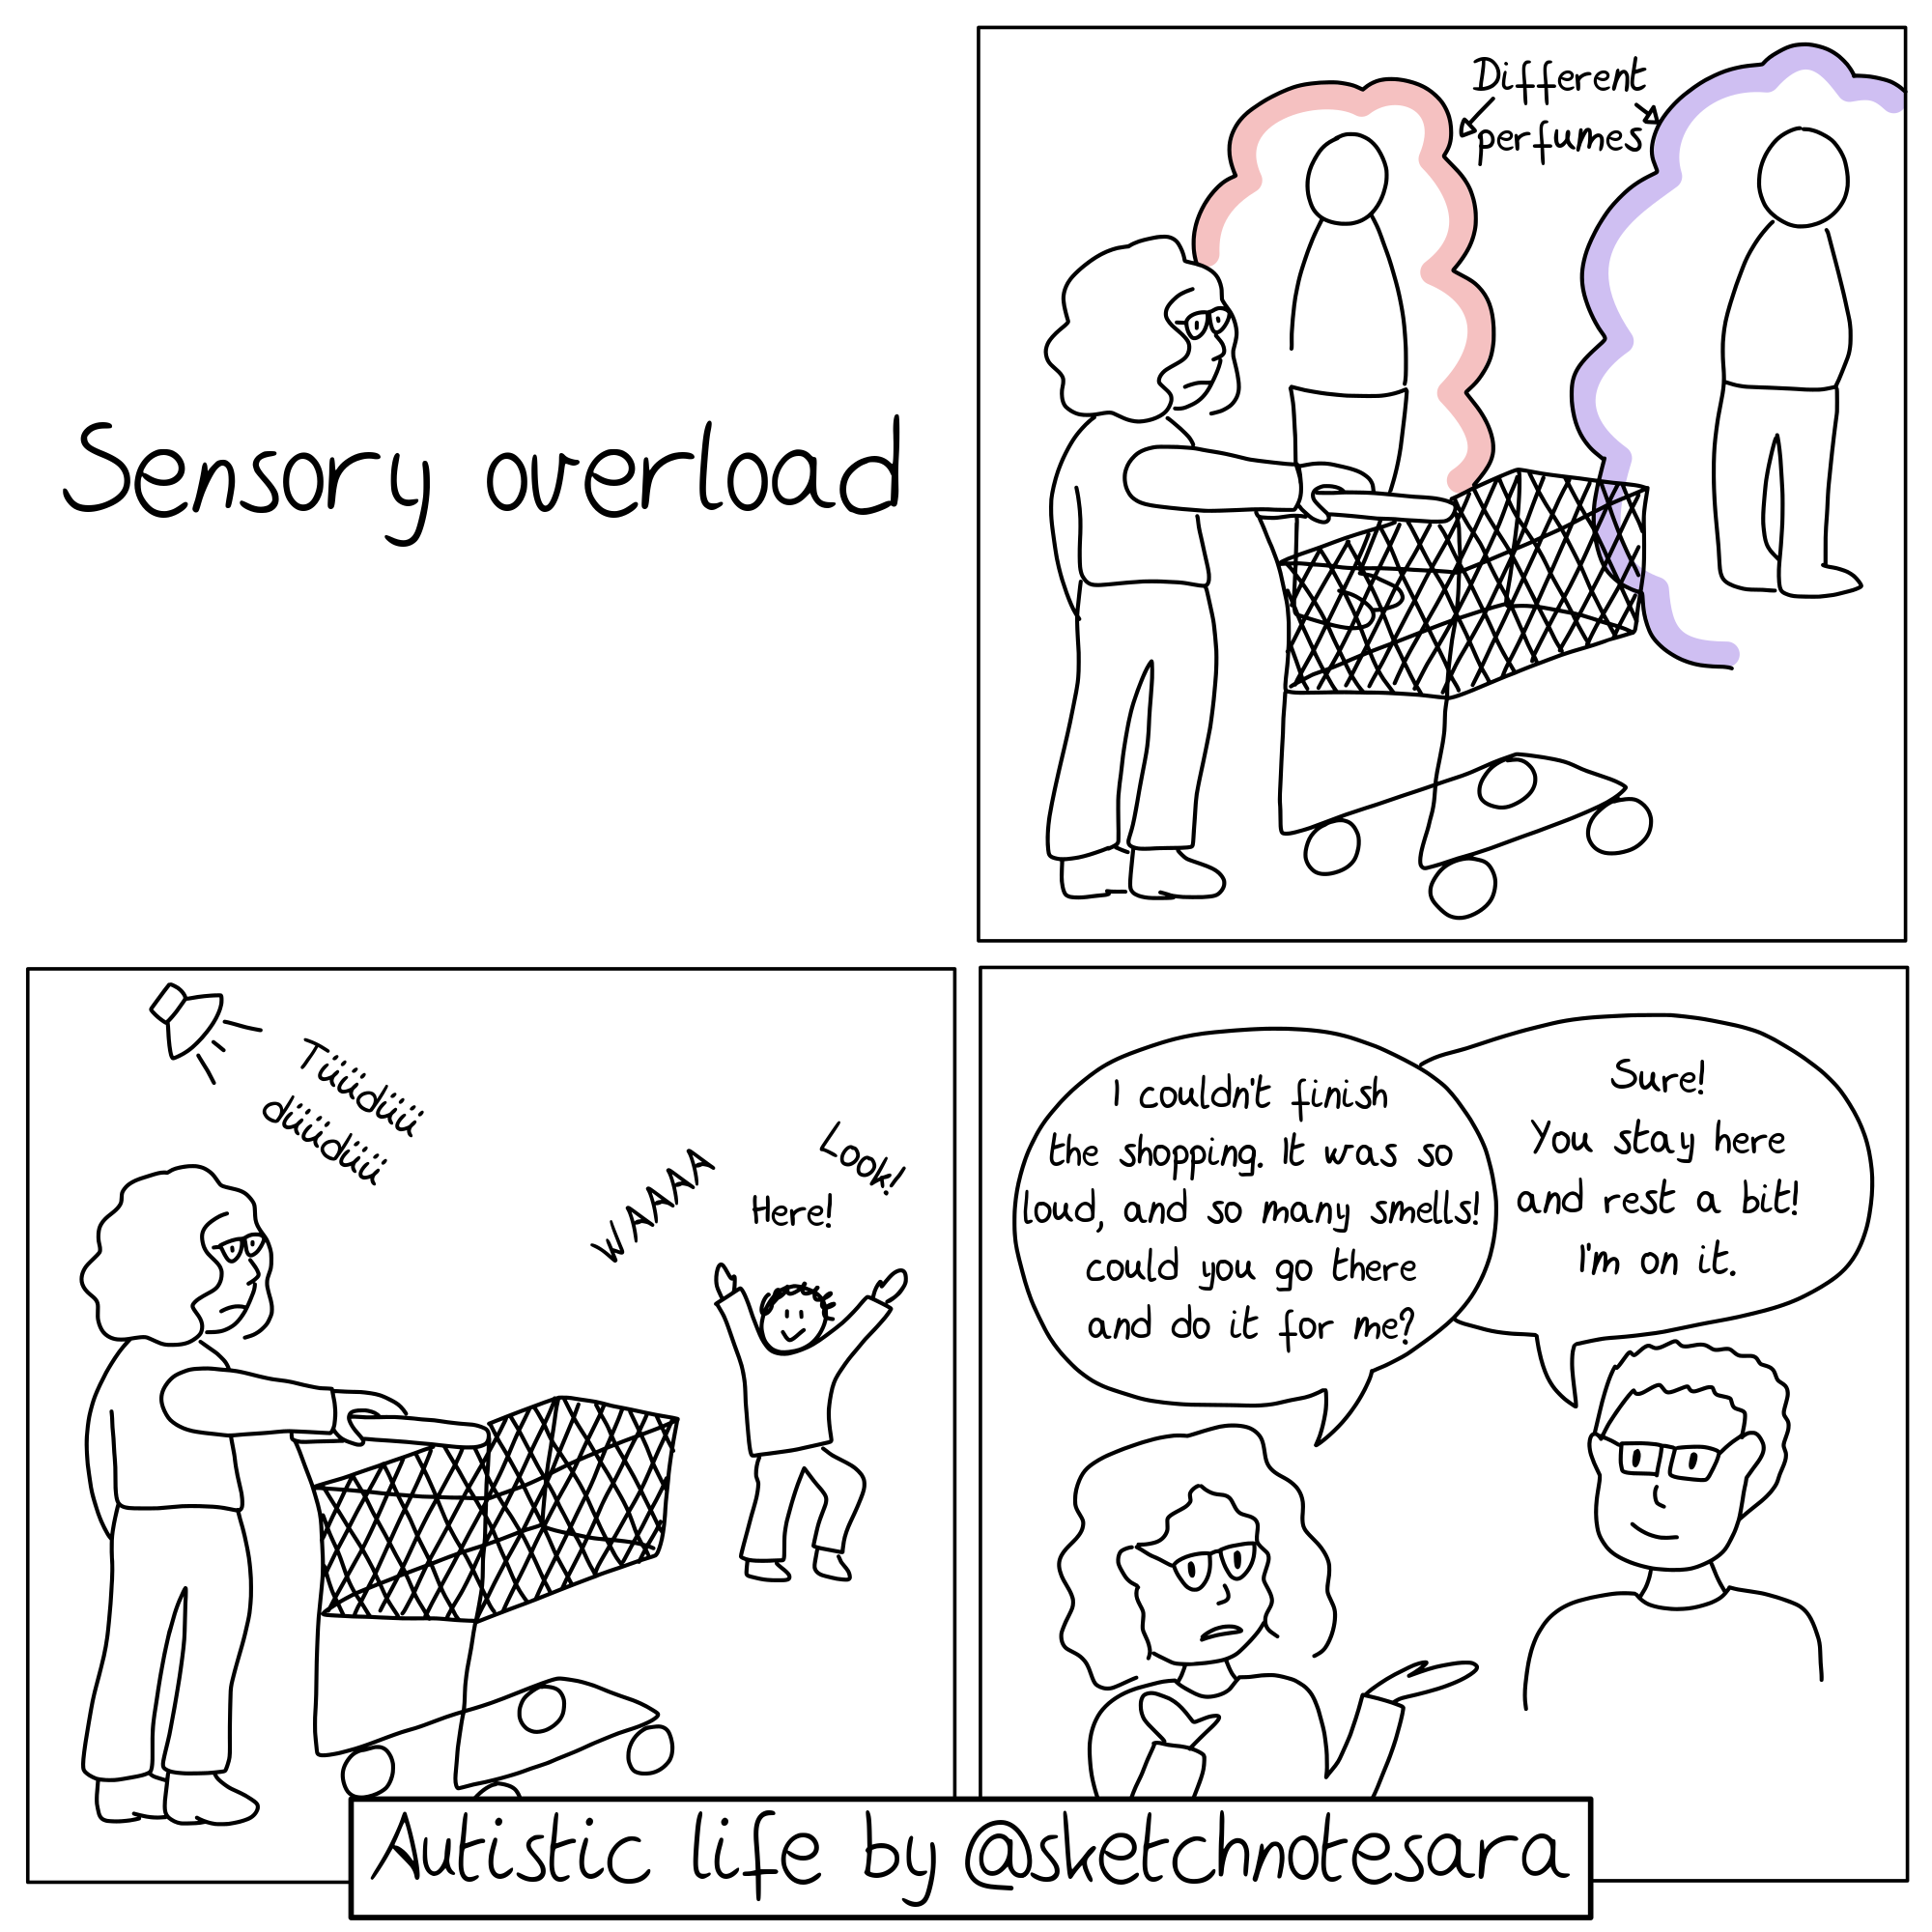 Sensory overload
Different
perfumes
Tüüüdüü
düüüdüü
WAAAA
Here!
Look!
I couldn't finish
the shopping. It was so
loud, and so many smells!
could you go there
and do it for me?
Sure!
You stay here
and rest a bit!
I'm on it.
Autistic life by @sketchnotesara